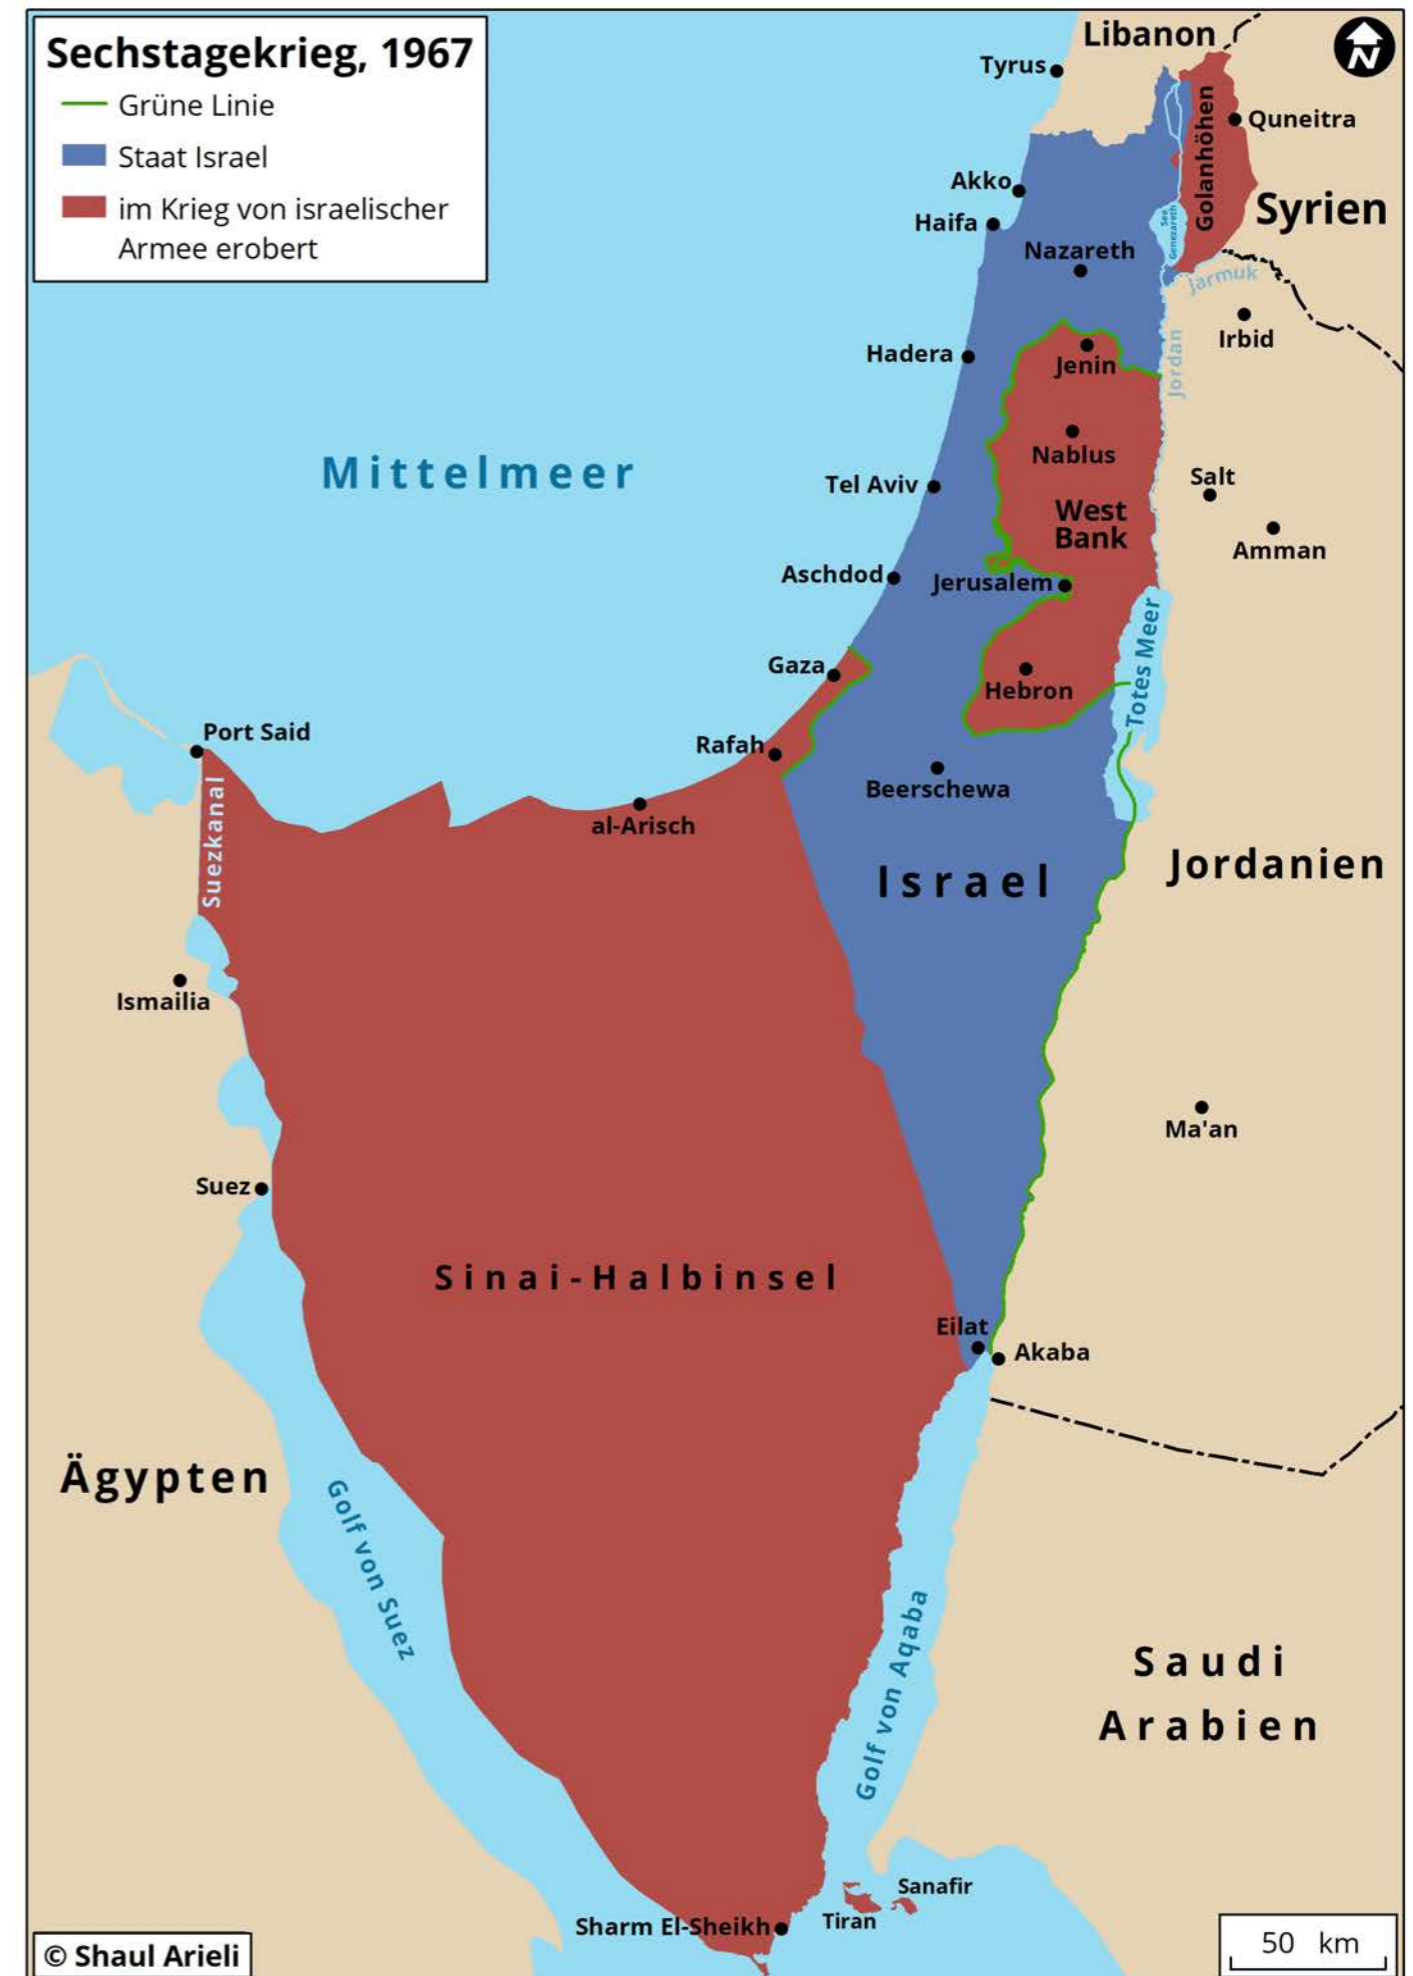 Sechstagekrieg, 1967
Grüne Linie
Staat Israel
im Krieg von israelischer
Armee erobert
Libanon
N
Tyrus
Quneitra
Golanhöhen
Syrien
Akko
Haifa
See
Genezareth
Nazareth
Jarmuk
Irbid
Hadera
Jenin
Jordan
Mittelmeer
Nablus
Tel Aviv
Salt
West
Bank
Amman
Aschdod
Jerusalem
Totes Meer
Gaza
Hebron
Port Said
Rafah
Beerschewa
Suezkanal
al-Arisch
Israel
Jordanien
Ismailia
Ma'an
Suez
Sinai-Halbinsel
Eilat
Akaba
Ägypten
Golf von Suez
Golf von Aqaba
Saudi
Arabien
Sanafir
Tiran
Sharm El-Sheikh
© Shaul Arieli
50 km